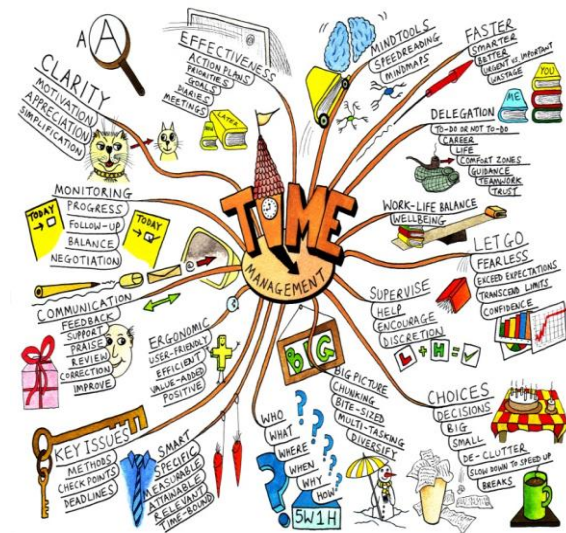 A
A
CLARITY
MOTIVATION
APPRECIATION
SIMPLIFICATION
EFFECTIVENESS
ACTION PLANS
PRIORITIES
GOALS
DIARIES
MEETINGS
NOW
LATER
MINDTOOLS
SPEEDREADING
MINDMAPS
FASTER
SMARTER
BETTER
URGENT VS. IMPORTANT
WASTAGE
ME
YOU
DELEGATION
TO-DO OR NOT TO-DO
CAREER
LIFE
COMFORT ZONES
GUIDANCE
TEAMWORK
TRUST
MONITORING
PROGRESS
FOLLOW-UP
BALANCE
NEGOTIATION
TODAY
TODAY
TIME
MANAGEMENT
WORK-LIFE BALANCE
WELLBEING
LET GO
FEARLESS
EXCEED EXPECTATIONS
TRANSCEND LIMITS
CONFIDENCE
@
COMMUNICATION
FEEDBACK
SUPPORT
PRAISE
REVIEW
CORRECTION
IMPROVE
ERGONOMIC
USER-FRIENDLY
EFFICIENT
VALUE-ADDED
POSITIVE
SUPERVISE
HELP
ENCOURAGE
DISCRETION
L + H =
BIG
BIG PICTURE
CHUNKING
BITE-SIZED
MULTI-TASKING
DIVERSIFY
CHOICES
DECISIONS
BIG
SMALL
DE-CLUTTER
SLOW DOWN TO SPEED UP
BREAKS
KEY ISSUES
METHODS
CHECKPOINTS
DEADLINES
SMART
SPECIFIC
MEASURABLE
ATTAINABLE
RELEVANT
TIME-BOUND
WHO
WHAT
WHERE
WHEN
WHY
HOW
5W1H